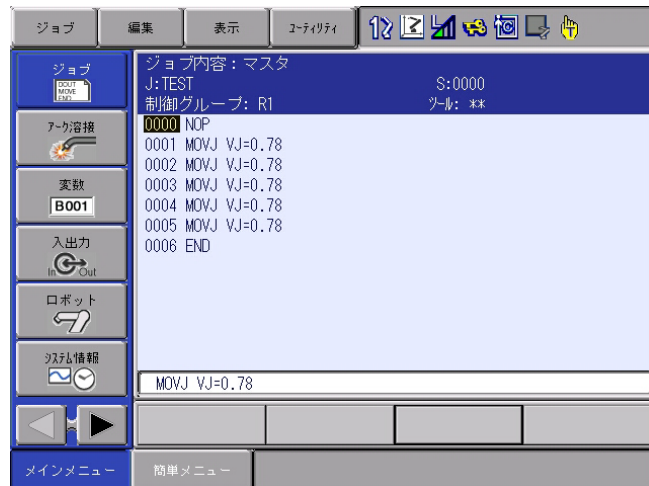 ジョブ 編集 表示 ユーティリティ
ジョブ内容：マスタ
J:TEST S:0000
制御グループ: R1 ツール: **
0000 NOP
0001 MOVJ VJ=0.78
0002 MOVJ VJ=0.78
0003 MOVJ VJ=0.78
0004 MOVJ VJ=0.78
0005 MOVJ VJ=0.78
0006 END
MOVJ VJ=0.78
ジョブ
DOUT
MOVE
END
アーク溶接
変数
B001
入出力
In Out
ロボット
システム情報
メインメニュー 簡単メニュー